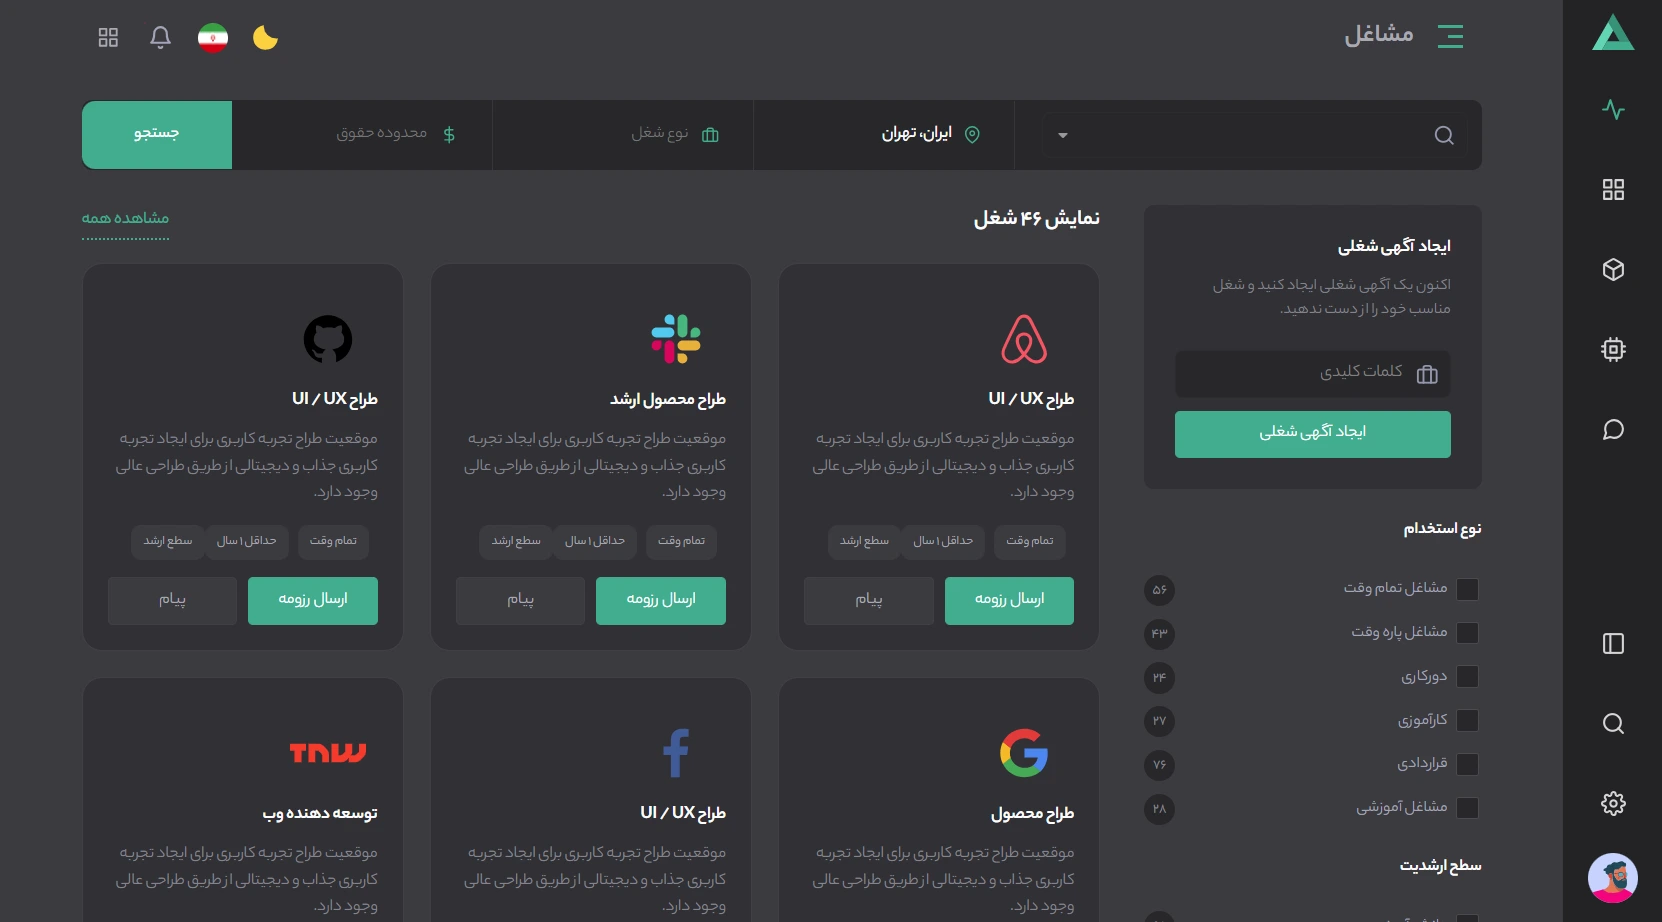 مشاغل
ایران، تهران
نوع شغل
محدوده حقوق
جستجو
ایجاد آگهی شغلی
اکنون یک آگهی شغلی ایجاد کنید و شغل
مناسب خود را از دست ندهید.
کلمات کلیدی
ایجاد آگهی شغلی
نوع استخدام
مشاغل تمام وقت ۵۶
مشاغل پاره وقت ۴۳
دورکاری ۲۴
کارآموزی ۲۷
قراردادی ۷۶
مشاغل آموزشی ۲۸
سطح ارشدیت
نمایش ۴۶ شغل
مشاهده همه
طراح UI / UX
موقعیت طراح تجربه کاربری برای ایجاد تجربه
کاربری جذاب و دیجیتالی از طریق طراحی عالی
وجود دارد.
تمام وقت حداقل ۱ سال سطح ارشد
ارسال رزومه پیام
طراح محصول ارشد
موقعیت طراح تجربه کاربری برای ایجاد تجربه
کاربری جذاب و دیجیتالی از طریق طراحی عالی
وجود دارد.
تمام وقت حداقل ۱ سال سطح ارشد
ارسال رزومه پیام
طراح UI / UX
موقعیت طراح تجربه کاربری برای ایجاد تجربه
کاربری جذاب و دیجیتالی از طریق طراحی عالی
وجود دارد.
تمام وقت حداقل ۱ سال سطح ارشد
ارسال رزومه پیام
طراح محصول
موقعیت طراح تجربه کاربری برای ایجاد تجربه
کاربری جذاب و دیجیتالی از طریق طراحی عالی
وجود دارد.
طراح UI / UX
موقعیت طراح تجربه کاربری برای ایجاد تجربه
کاربری جذاب و دیجیتالی از طریق طراحی عالی
وجود دارد.
TNW
توسعه دهنده وب
موقعیت طراح تجربه کاربری برای ایجاد تجربه
کاربری جذاب و دیجیتالی از طریق طراحی عالی
وجود دارد.